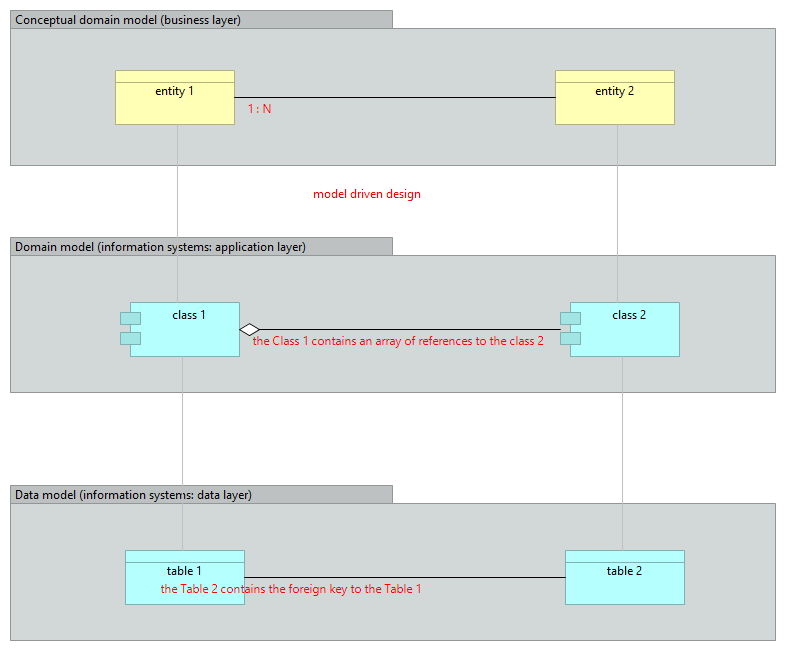 Conceptual domain model (business layer)
entity 1
entity 2
1 : N
model driven design
Domain model (information systems: application layer)
class 1
class 2
the Class 1 contains an array of references to the class 2
Data model (information systems: data layer)
table 1
table 2
the Table 2 contains the foreign key to the Table 1